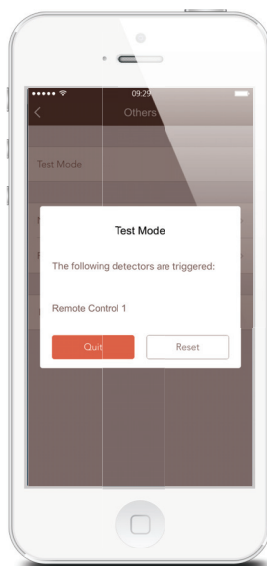 09:29
Others
Test Mode
Test Mode
The following detectors are triggered:
Remote Control 1
Quit
Reset